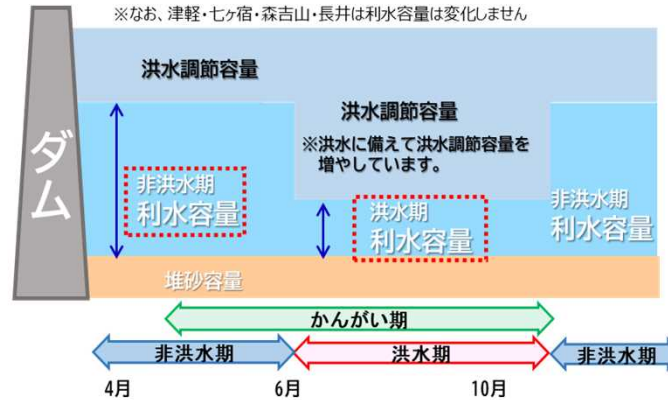 ※なお、津軽・七ヶ宿・森吉山・長井は利水容量は変化しません
洪水調節容量
洪水調節容量
※洪水に備えて洪水調節容量を
増やしています。
ダム
非洪水期
利水容量
洪水期
利水容量
非洪水期
利水容量
堆砂容量
かんがい期
非洪水期
洪水期
非洪水期
4月
6月
10月